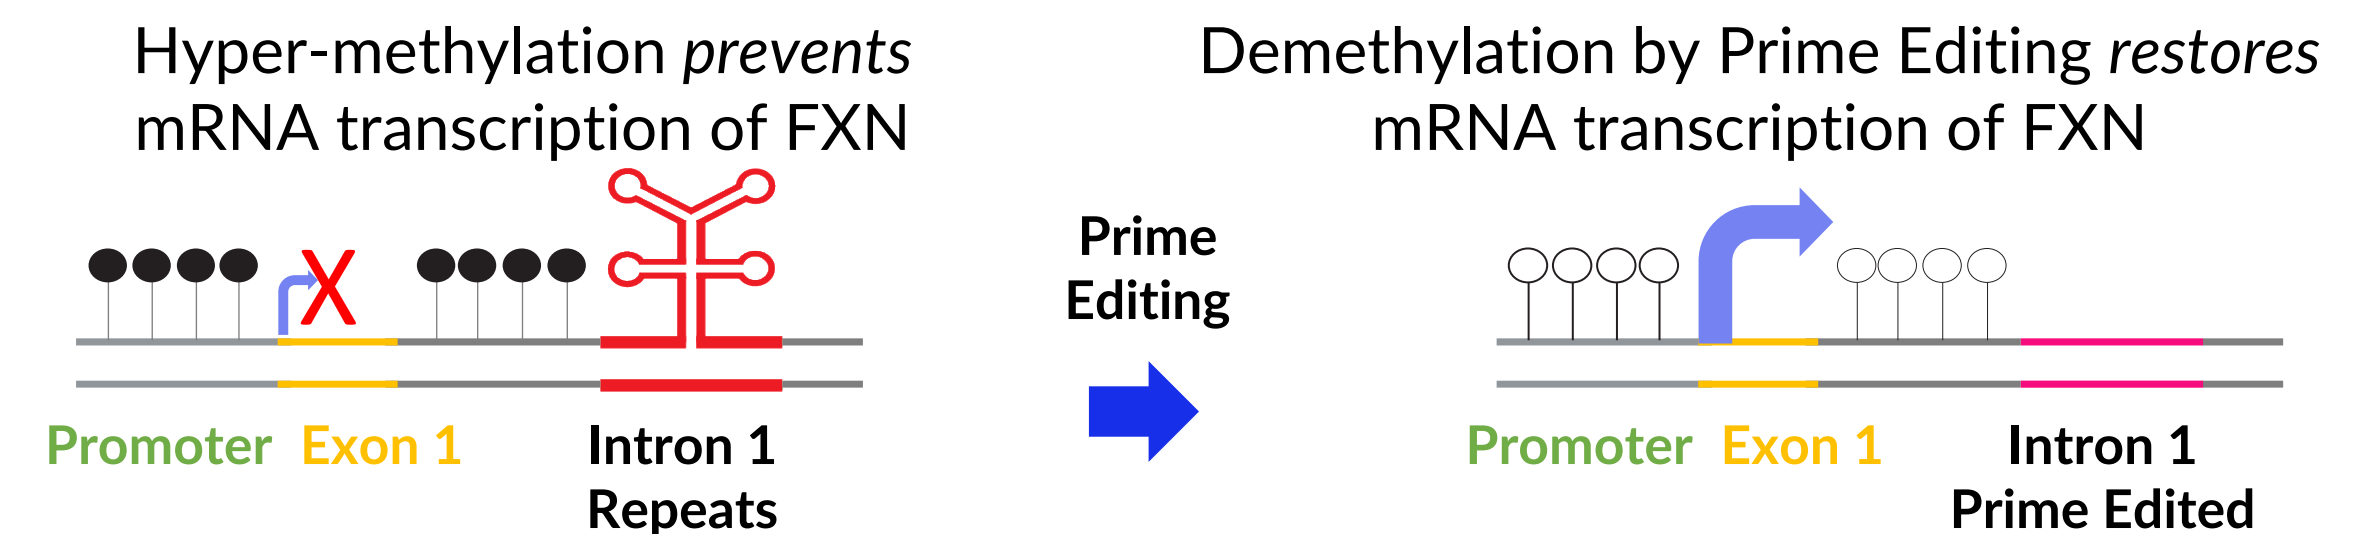 Hyper-methylation prevents
mRNA transcription of FXN
Demethylation by Prime Editing restores
mRNA transcription of FXN
X
Prime
Editing
Promoter Exon 1 Intron 1
Repeats
Promoter Exon 1 Intron 1
Prime Edited